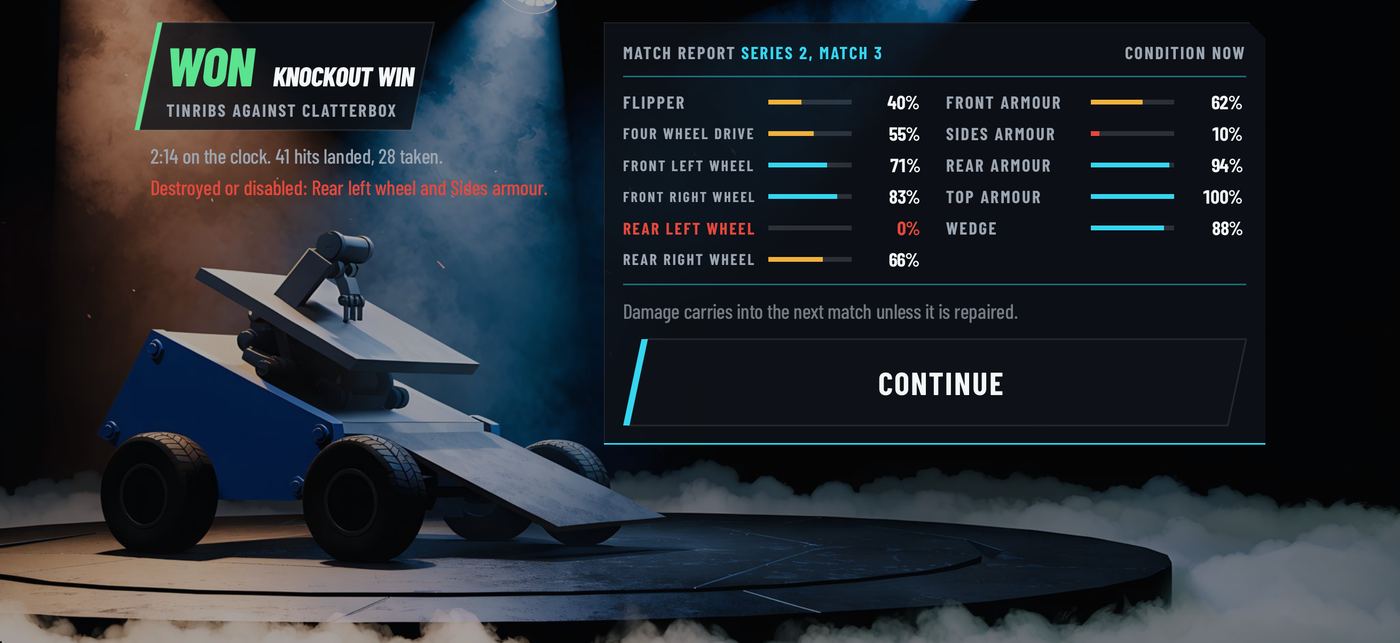 WON KNOCKOUT WIN
TINRIBS AGAINST CLATTERBOX
2:14 on the clock. 41 hits landed, 28 taken.
Destroyed or disabled: Rear left wheel and Sides armour.
MATCH REPORT SERIES 2, MATCH 3 CONDITION NOW
FLIPPER 40%
FOUR WHEEL DRIVE 55%
FRONT LEFT WHEEL 71%
FRONT RIGHT WHEEL 83%
REAR LEFT WHEEL 0%
REAR RIGHT WHEEL 66%
FRONT ARMOUR 62%
SIDES ARMOUR 10%
REAR ARMOUR 94%
TOP ARMOUR 100%
WEDGE 88%
Damage carries into the next match unless it is repaired.
CONTINUE